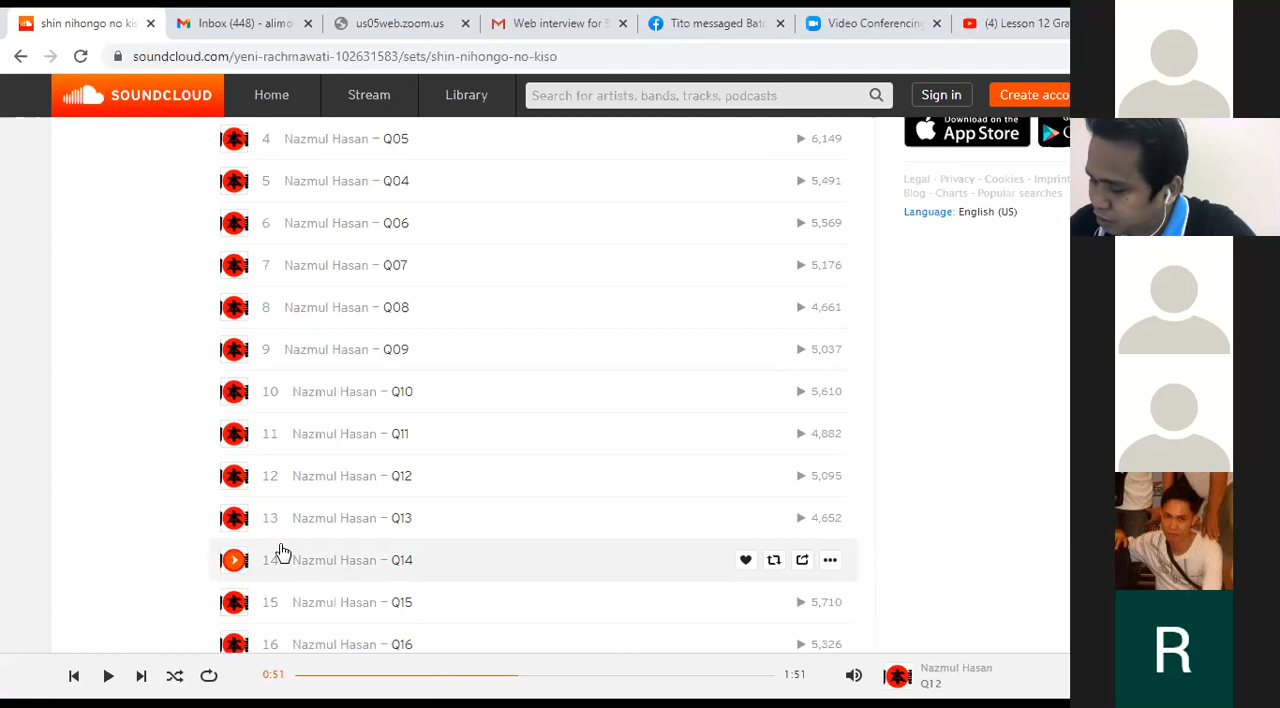 shin nihongo no kis
Inbox (448) - alimo
us05web.zoom.us
Web interview for S
Tito messaged Bato
Video Conferencing
(4) Lesson 12 Gra
soundcloud.com/yeni-rachmawati-102631583/sets/shin-nihongo-no-kiso
SOUNDCLOUD
Home
Stream
Library
Search for artists, bands, tracks, podcasts
Sign in
Create acco
4 Nazmul Hasan – Q05 6,149
5 Nazmul Hasan – Q04 5,491
6 Nazmul Hasan – Q06 5,569
7 Nazmul Hasan – Q07 5,176
8 Nazmul Hasan – Q08 4,661
9 Nazmul Hasan – Q09 5,037
10 Nazmul Hasan – Q10 5,610
11 Nazmul Hasan – Q11 4,882
12 Nazmul Hasan – Q12 5,095
13 Nazmul Hasan – Q13 4,652
14 Nazmul Hasan – Q14
15 Nazmul Hasan – Q15 5,710
16 Nazmul Hasan – Q16 5,326
Download on the
App Store
Legal · Privacy · Cookies · Imprint
Blog · Charts · Popular searches
Language: English (US)
0:51
1:51
Nazmul Hasan
Q12
R